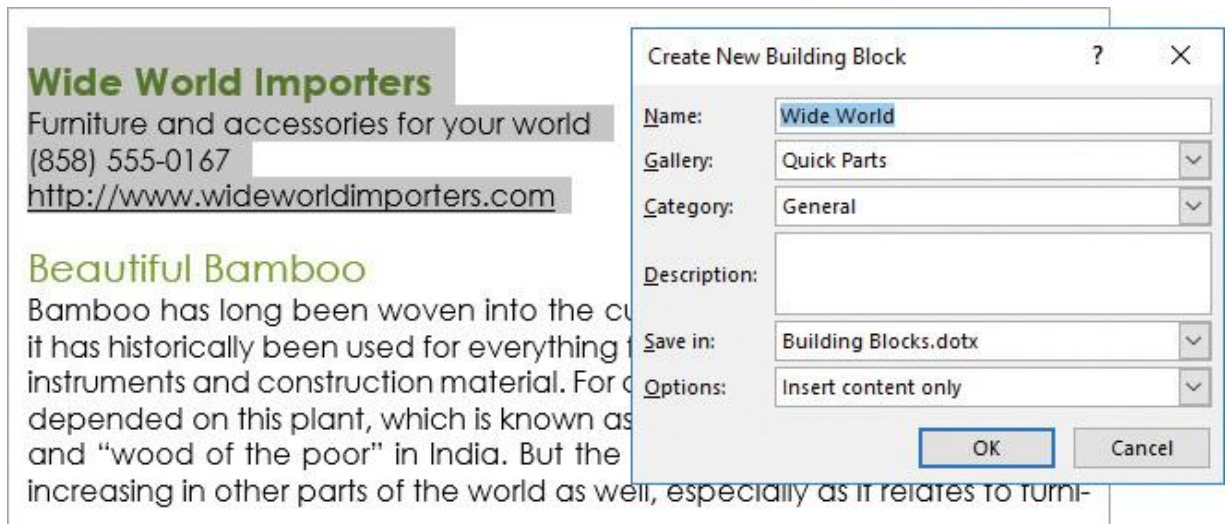 Wide World Importers
Furniture and accessories for your world
(858) 555-0167
http://www.wideworldimporters.com
Beautiful Bamboo
Bamboo has long been woven into the
it has historically been used for everything
instruments and construction material. For
depended on this plant, which is known as
and “wood of the poor” in India. But the
increasing in other parts of the world as well, especially as it relates to furni-
Create New Building Block ? X
Name: Wide World
Gallery: Quick Parts
Category: General
Description:
Save in: Building Blocks.dotx
Options: Insert content only
OK Cancel